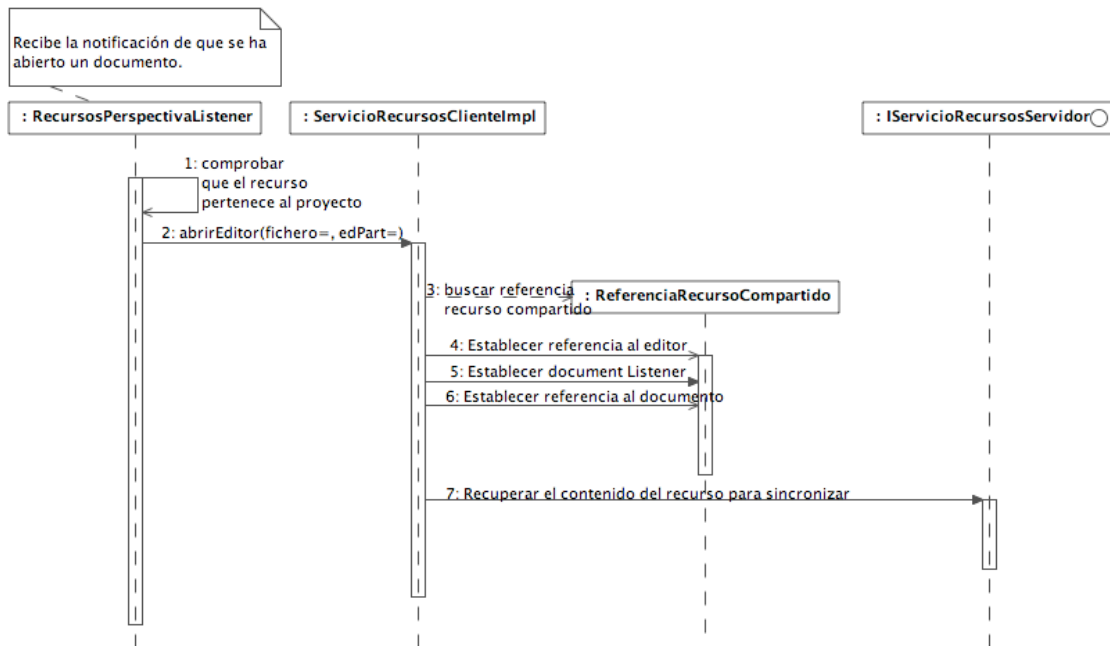 Recibe la notificación de que se ha
abierto un documento.
: RecursosPerspectivaListener
: ServicioRecursosClienteImpl
: IServicioRecursosServidor
1: comprobar
que el recurso
pertenece al proyecto
2: abrirEditor(fichero=, edPart=)
3: buscar referencia
recurso compartido
: ReferenciaRecursoCompartido
4: Establecer referencia al editor
5: Establecer document Listener
6: Establecer referencia al documento
7: Recuperar el contenido del recurso para sincronizar